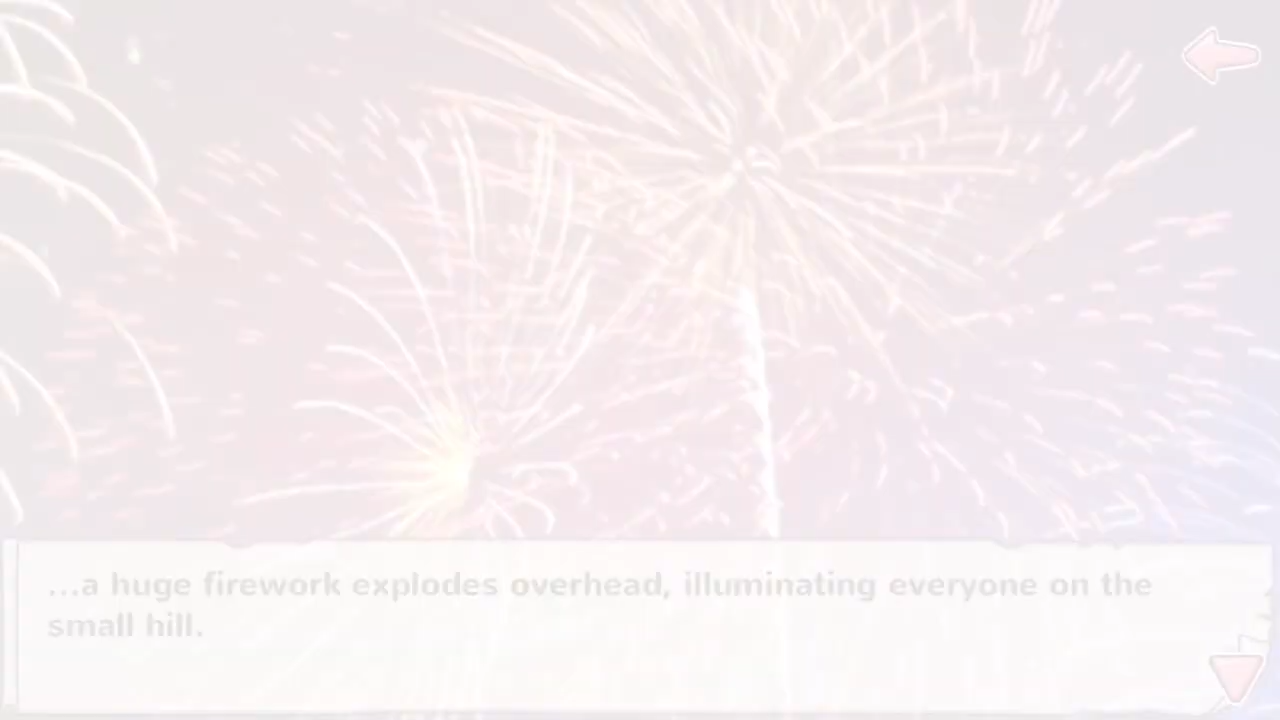 ...a huge firework explodes overhead, illuminating everyone on the
small hill.